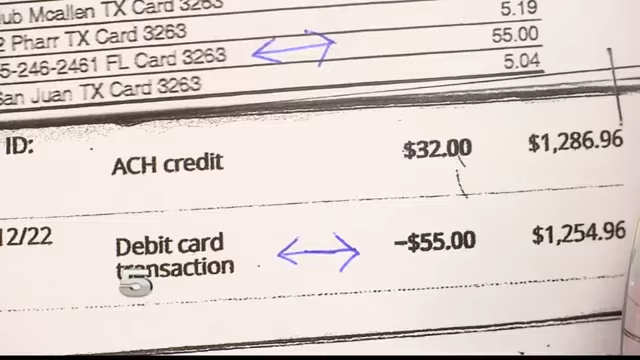 ub Mcallen TX Card 3263 5.19
Pharr TX Card 3263 55.00
5-246-2461 FL Card 3263 5.04
San Juan TX Card 3263
ID:
ACH credit $32.00 $1,286.96
12/22 Debit card transaction -$55.00 $1,254.96
5